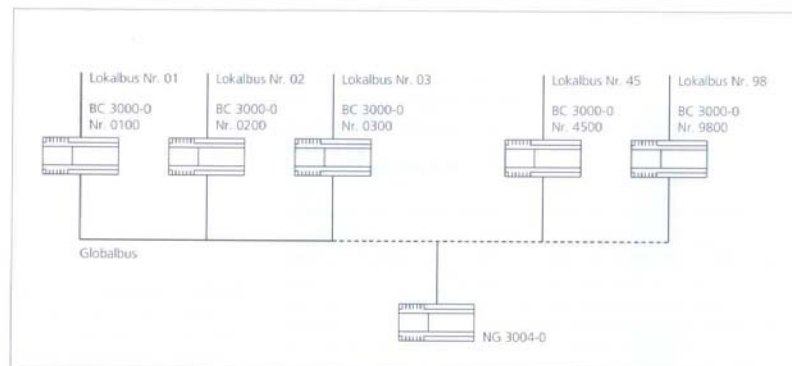 Lokalbus Nr. 01
BC 3000-0
Nr. 0100
Lokalbus Nr. 02
BC 3000-0
Nr. 0200
Lokalbus Nr. 03
BC 3000-0
Nr. 0300
Lokalbus Nr. 45
BC 3000-0
Nr. 4500
Lokalbus Nr. 98
BC 3000-0
Nr. 9800
Globalbus
NG 3004-0